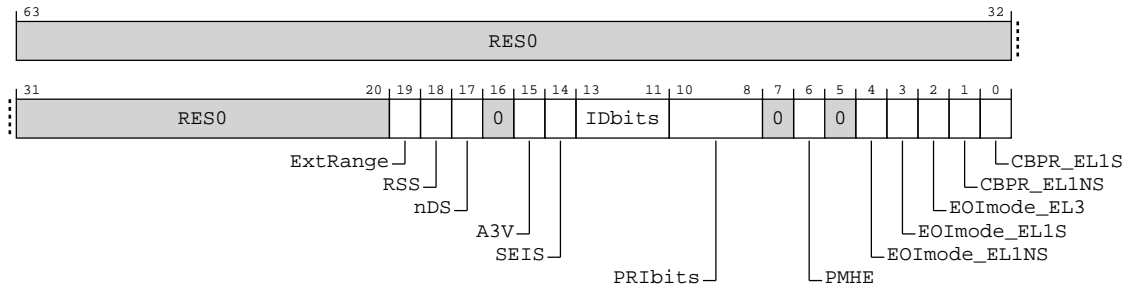 63 32
RES0
31 20 19 18 17 16 15 14 13 11 10 8 7 6 5 4 3 2 1 0
RES0 0 IDbits 0 0
ExtRange CBPR_EL1S
RSS CBPR_EL1NS
nDS EOImode_EL3
A3V EOImode_EL1S
SEIS EOImode_EL1NS
PRIbits PMHE